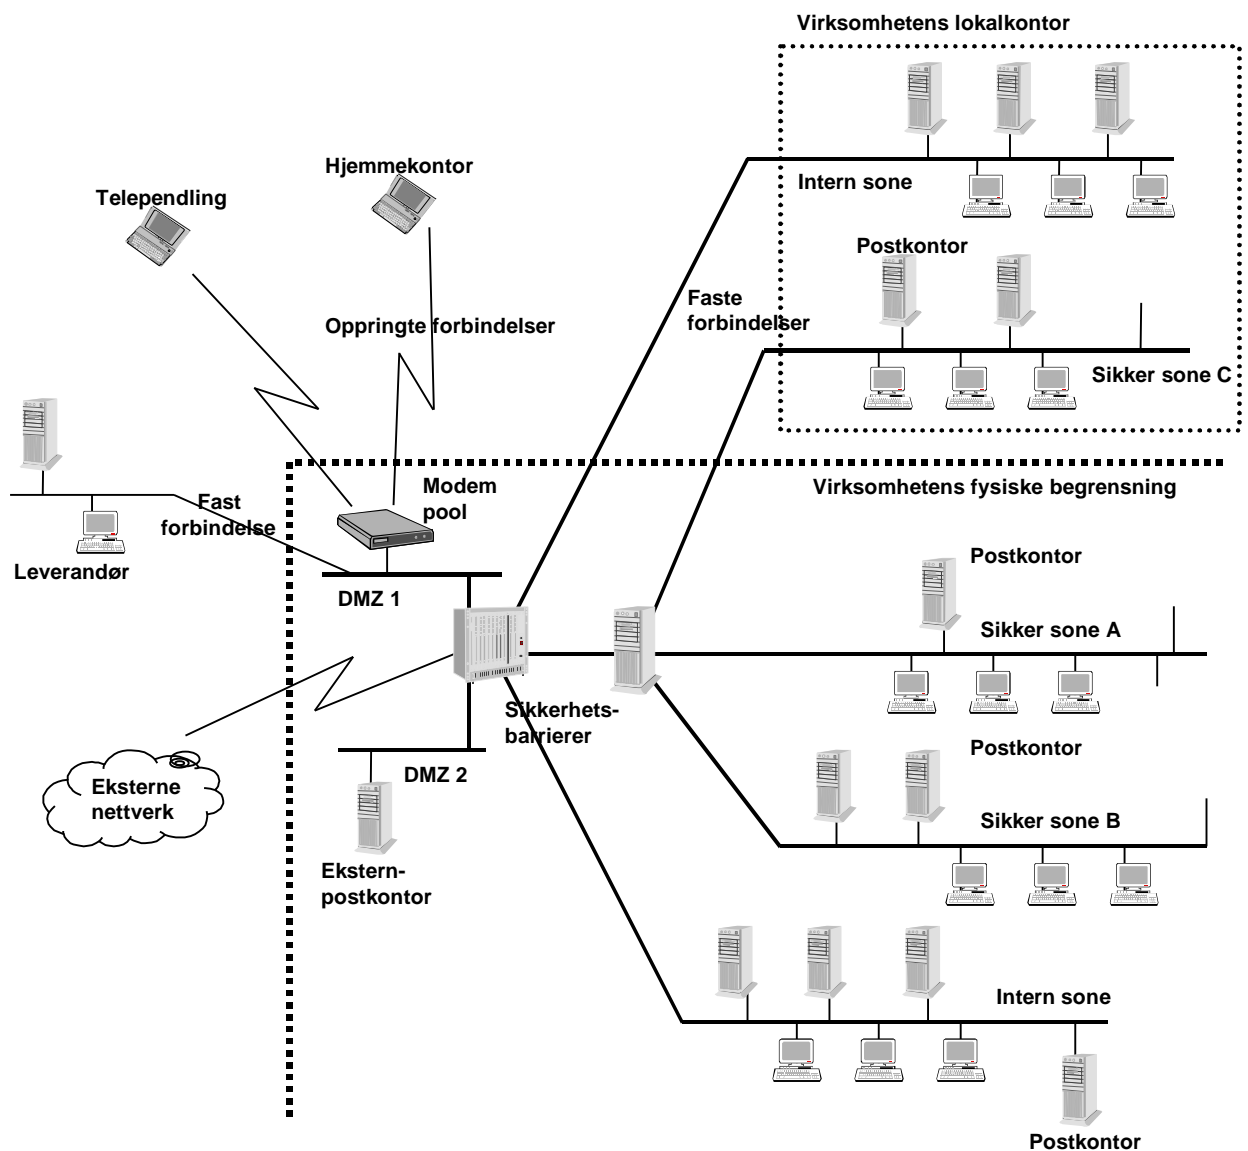 Virksomhetens lokalkontor
Hjemmekontor
Telependling
Intern sone
Postkontor
Faste
forbindelser
Oppringte forbindelser
Sikker sone C
Modem
pool
Virksomhetens fysiske begrensning
Fast
forbindelse
Leverandør
DMZ 1
Postkontor
Sikker sone A
Sikkerhets-
barrierer
Postkontor
DMZ 2
Eksterne
nettverk
Sikker sone B
Ekstern-
postkontor
Intern sone
Postkontor